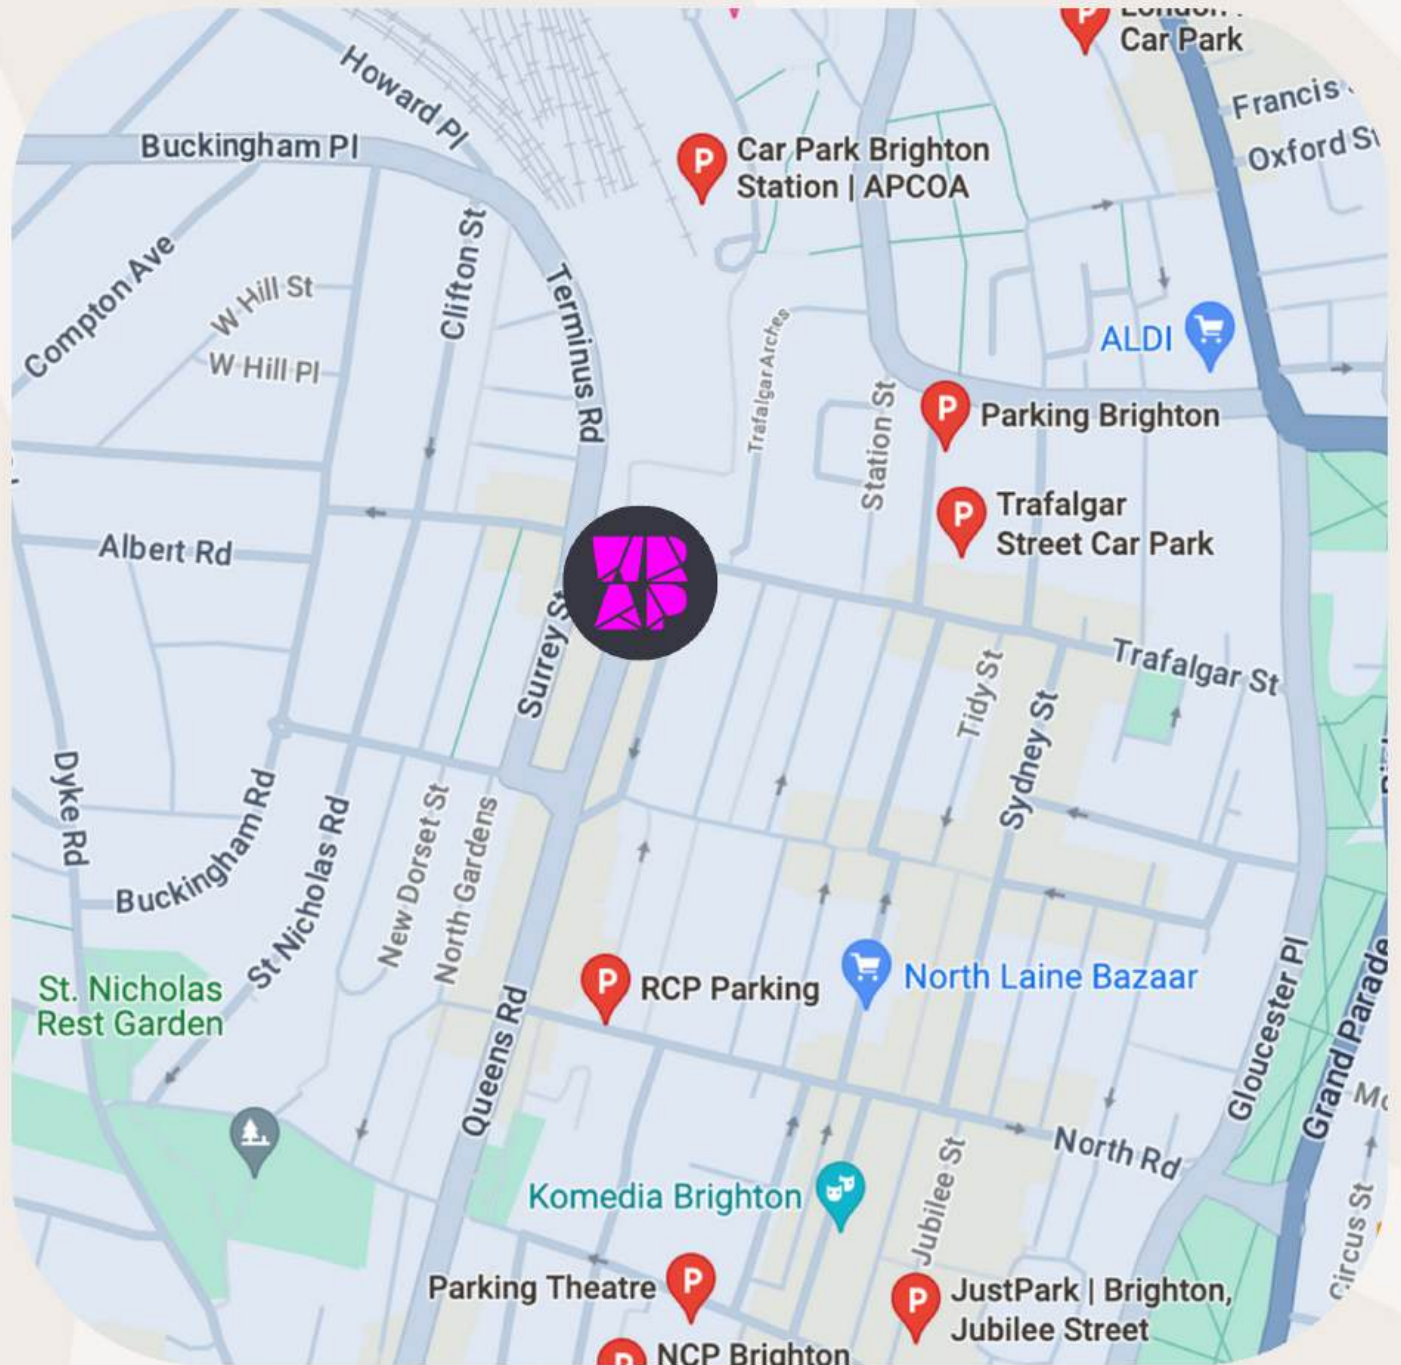 Car Park
Howard Pl
Francis
Buckingham Pl
Oxford St
Car Park Brighton
Station | APCOA
Clifton St
Compton Ave
W Hill St
W Hill Pl
Terminus Rd
Trafalgar Arches
ALDI
Station St
Parking Brighton
Trafalgar
Street Car Park
Albert Rd
Surrey St
Trafalgar St
Tidy St
Sydney St
Dyke Rd
Buckingham Rd
St Nicholas Rd
New Dorset St
North Gardens
RCP Parking
North Laine Bazaar
St. Nicholas
Rest Garden
Queens Rd
Gloucester Pl
Grand Parade
North Rd
Komedia Brighton
Jubilee St
Circus St
Parking Theatre
JustPark | Brighton,
Jubilee Street
NCP Brighton